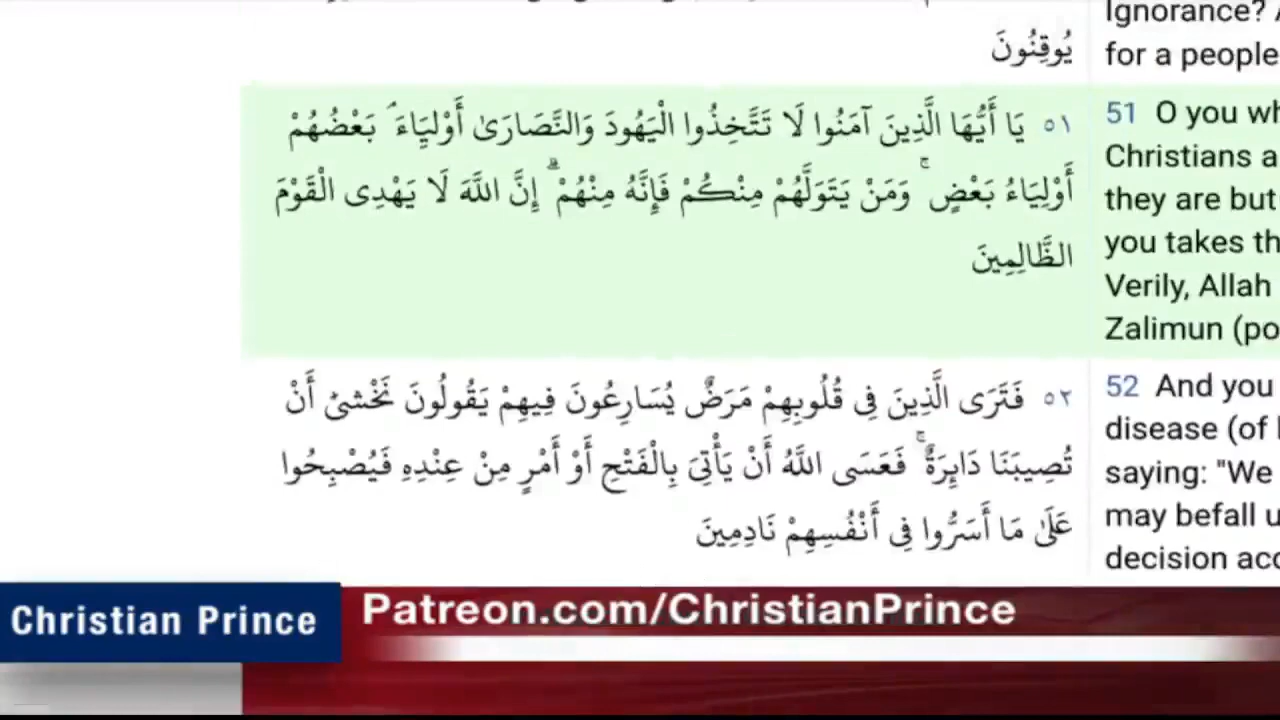 يُوقِنُونَ
٥١ يَا أَيُّهَا الَّذِينَ آمَنُوا لَا تَتَّخِذُوا الْيَهُودَ وَالنَّصَارَىٰ أَوْلِيَاءَ ۘ بَعْضُهُمْ
أَوْلِيَاءُ بَعْضٍ ۚ وَمَنْ يَتَوَلَّهُمْ مِنْكُمْ فَإِنَّهُ مِنْهُمْ ۗ إِنَّ اللَّهَ لَا يَهْدِى الْقَوْمَ
الظَّالِمِينَ
٥٢ فَتَرَى الَّذِينَ فِى قُلُوبِهِمْ مَرَضٌ يُسَارِعُونَ فِيهِمْ يَقُولُونَ نَخْشىٰ أَنْ
تُصِيبَنَا دَايِٕرَةٌ ۚ فَعَسَى اللَّهُ أَنْ يَأْتِىَ بِالْفَتْحِ أَوْ أَمْرٍ مِنْ عِنْدِهِ فَيُصْبِحُوا
عَلَىٰ مَا أَسَرُّوا فِى أَنْفُسِهِمْ نَادِمِينَ
Ignorance?
for a people
51 O you wh
Christians a
they are but
you takes th
Verily, Allah
Zalimun (po
52 And you
disease (of
saying: "We
may befall u
decision acc
Christian Prince
Patreon.com/ChristianPrince